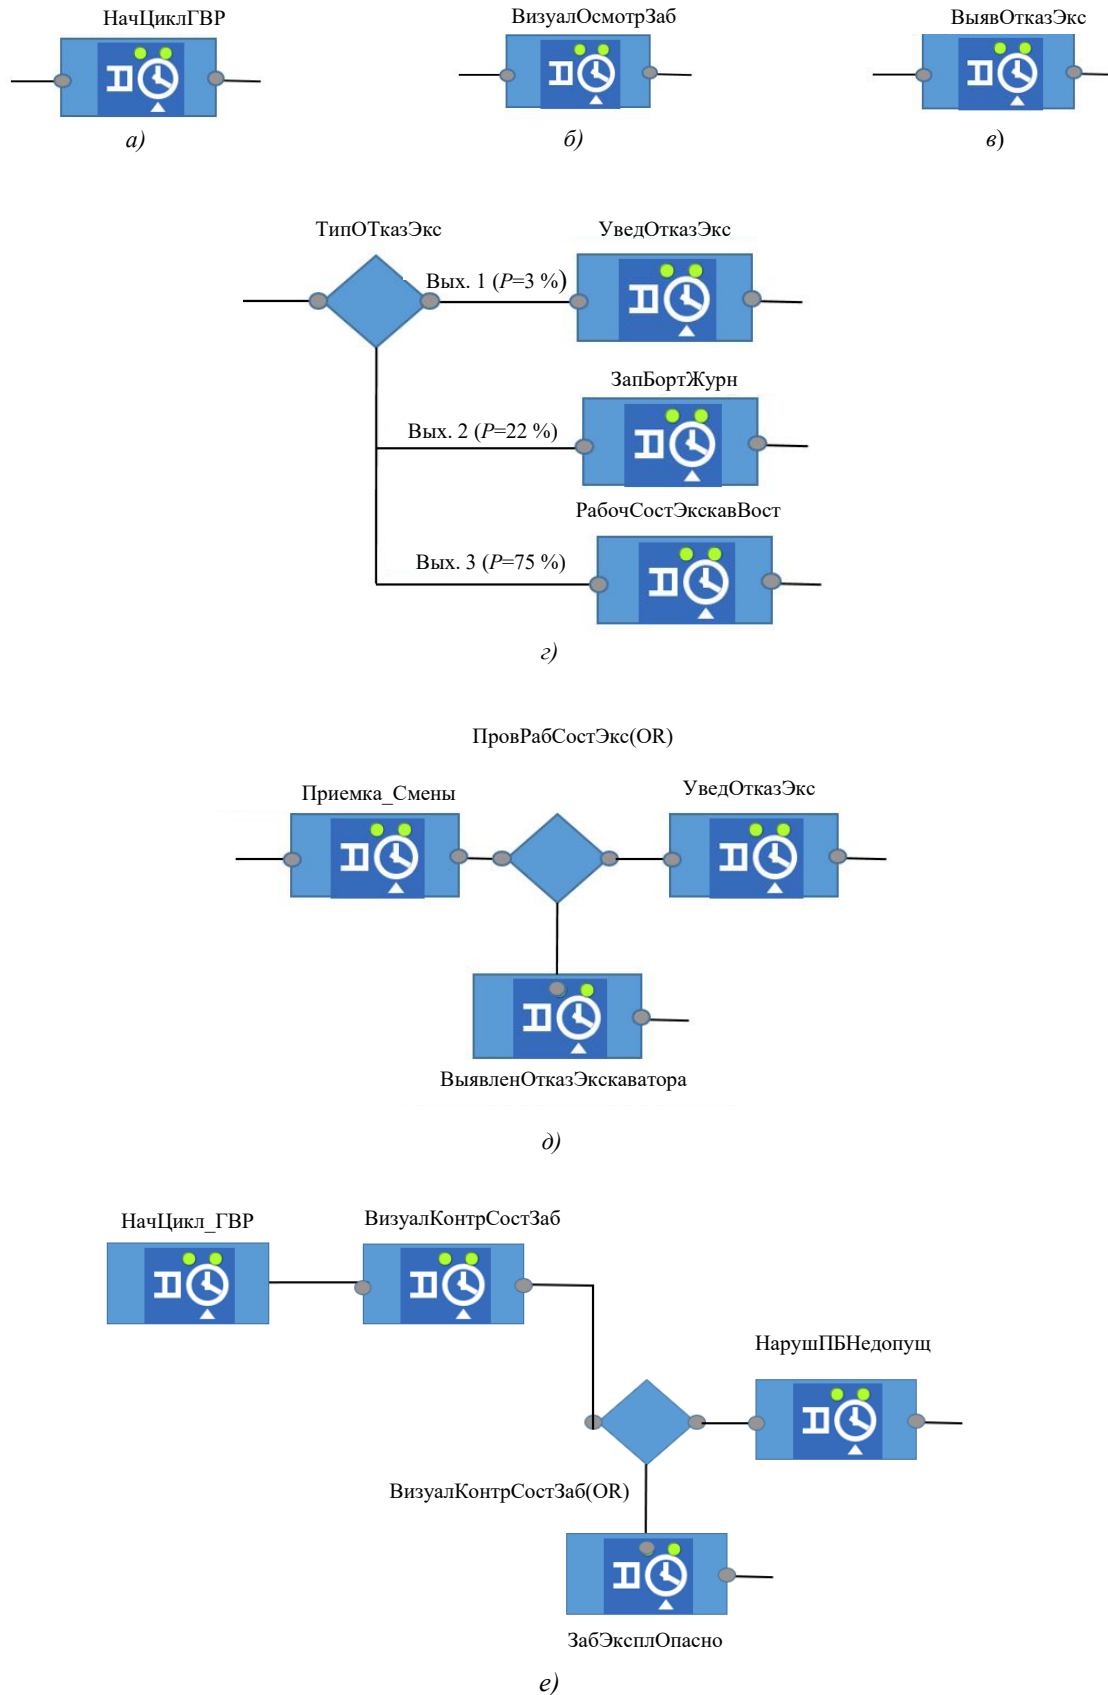 НачЦиклГВР
ВизуалОсмотрЗаб
ВыявОтказЭкс
а)
б)
в)
ТипОТказЭкс
УведОтказЭкс
Вых. 1 (P=3 %)
ЗапБортЖурн
Вых. 2 (P=22 %)
РабочСостЭкскавВост
Вых. 3 (P=75 %)
г)
ПровРабСостЭкс(OR)
Приемка_Смены
УведОтказЭкс
ВыявленОтказЭкскаватора
д)
НачЦикл_ГВР
ВизуалКонтрСостЗаб
НарушПБНедопущ
ВизуалКонтрСостЗаб(OR)
ЗабЭксплОпасно
е)